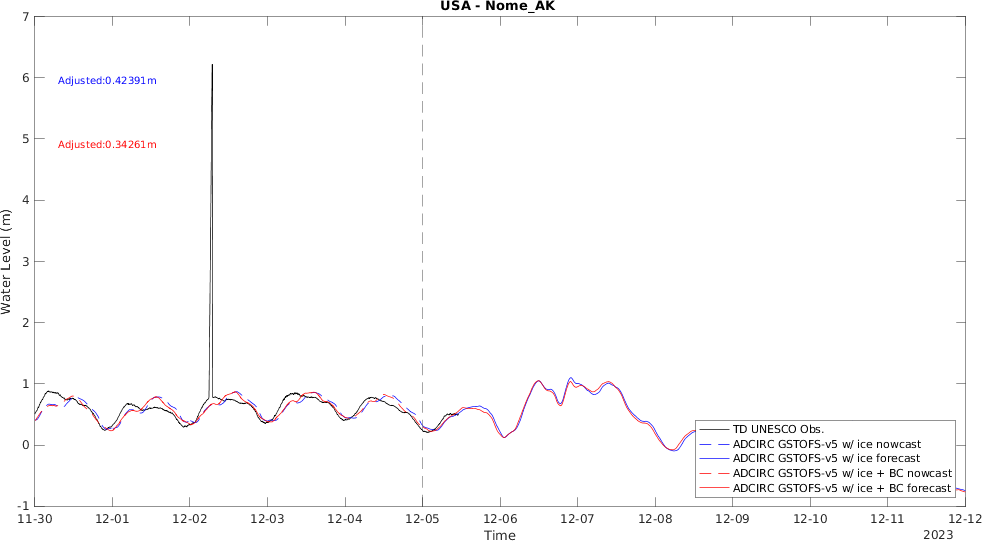 USA - Nome_AK
7
6
5
4
3
2
1
0
-1
Water Level (m)
Adjusted:0.42391m
Adjusted:0.34261m
TD UNESCO Obs.
ADCIRC GSTOFS-v5 w/ ice nowcast
ADCIRC GSTOFS-v5 w/ ice forecast
ADCIRC GSTOFS-v5 w/ ice + BC nowcast
ADCIRC GSTOFS-v5 w/ ice + BC forecast
11-30 12-01 12-02 12-03 12-04 12-05 12-06 12-07 12-08 12-09 12-10 12-11 12-12
Time
2023